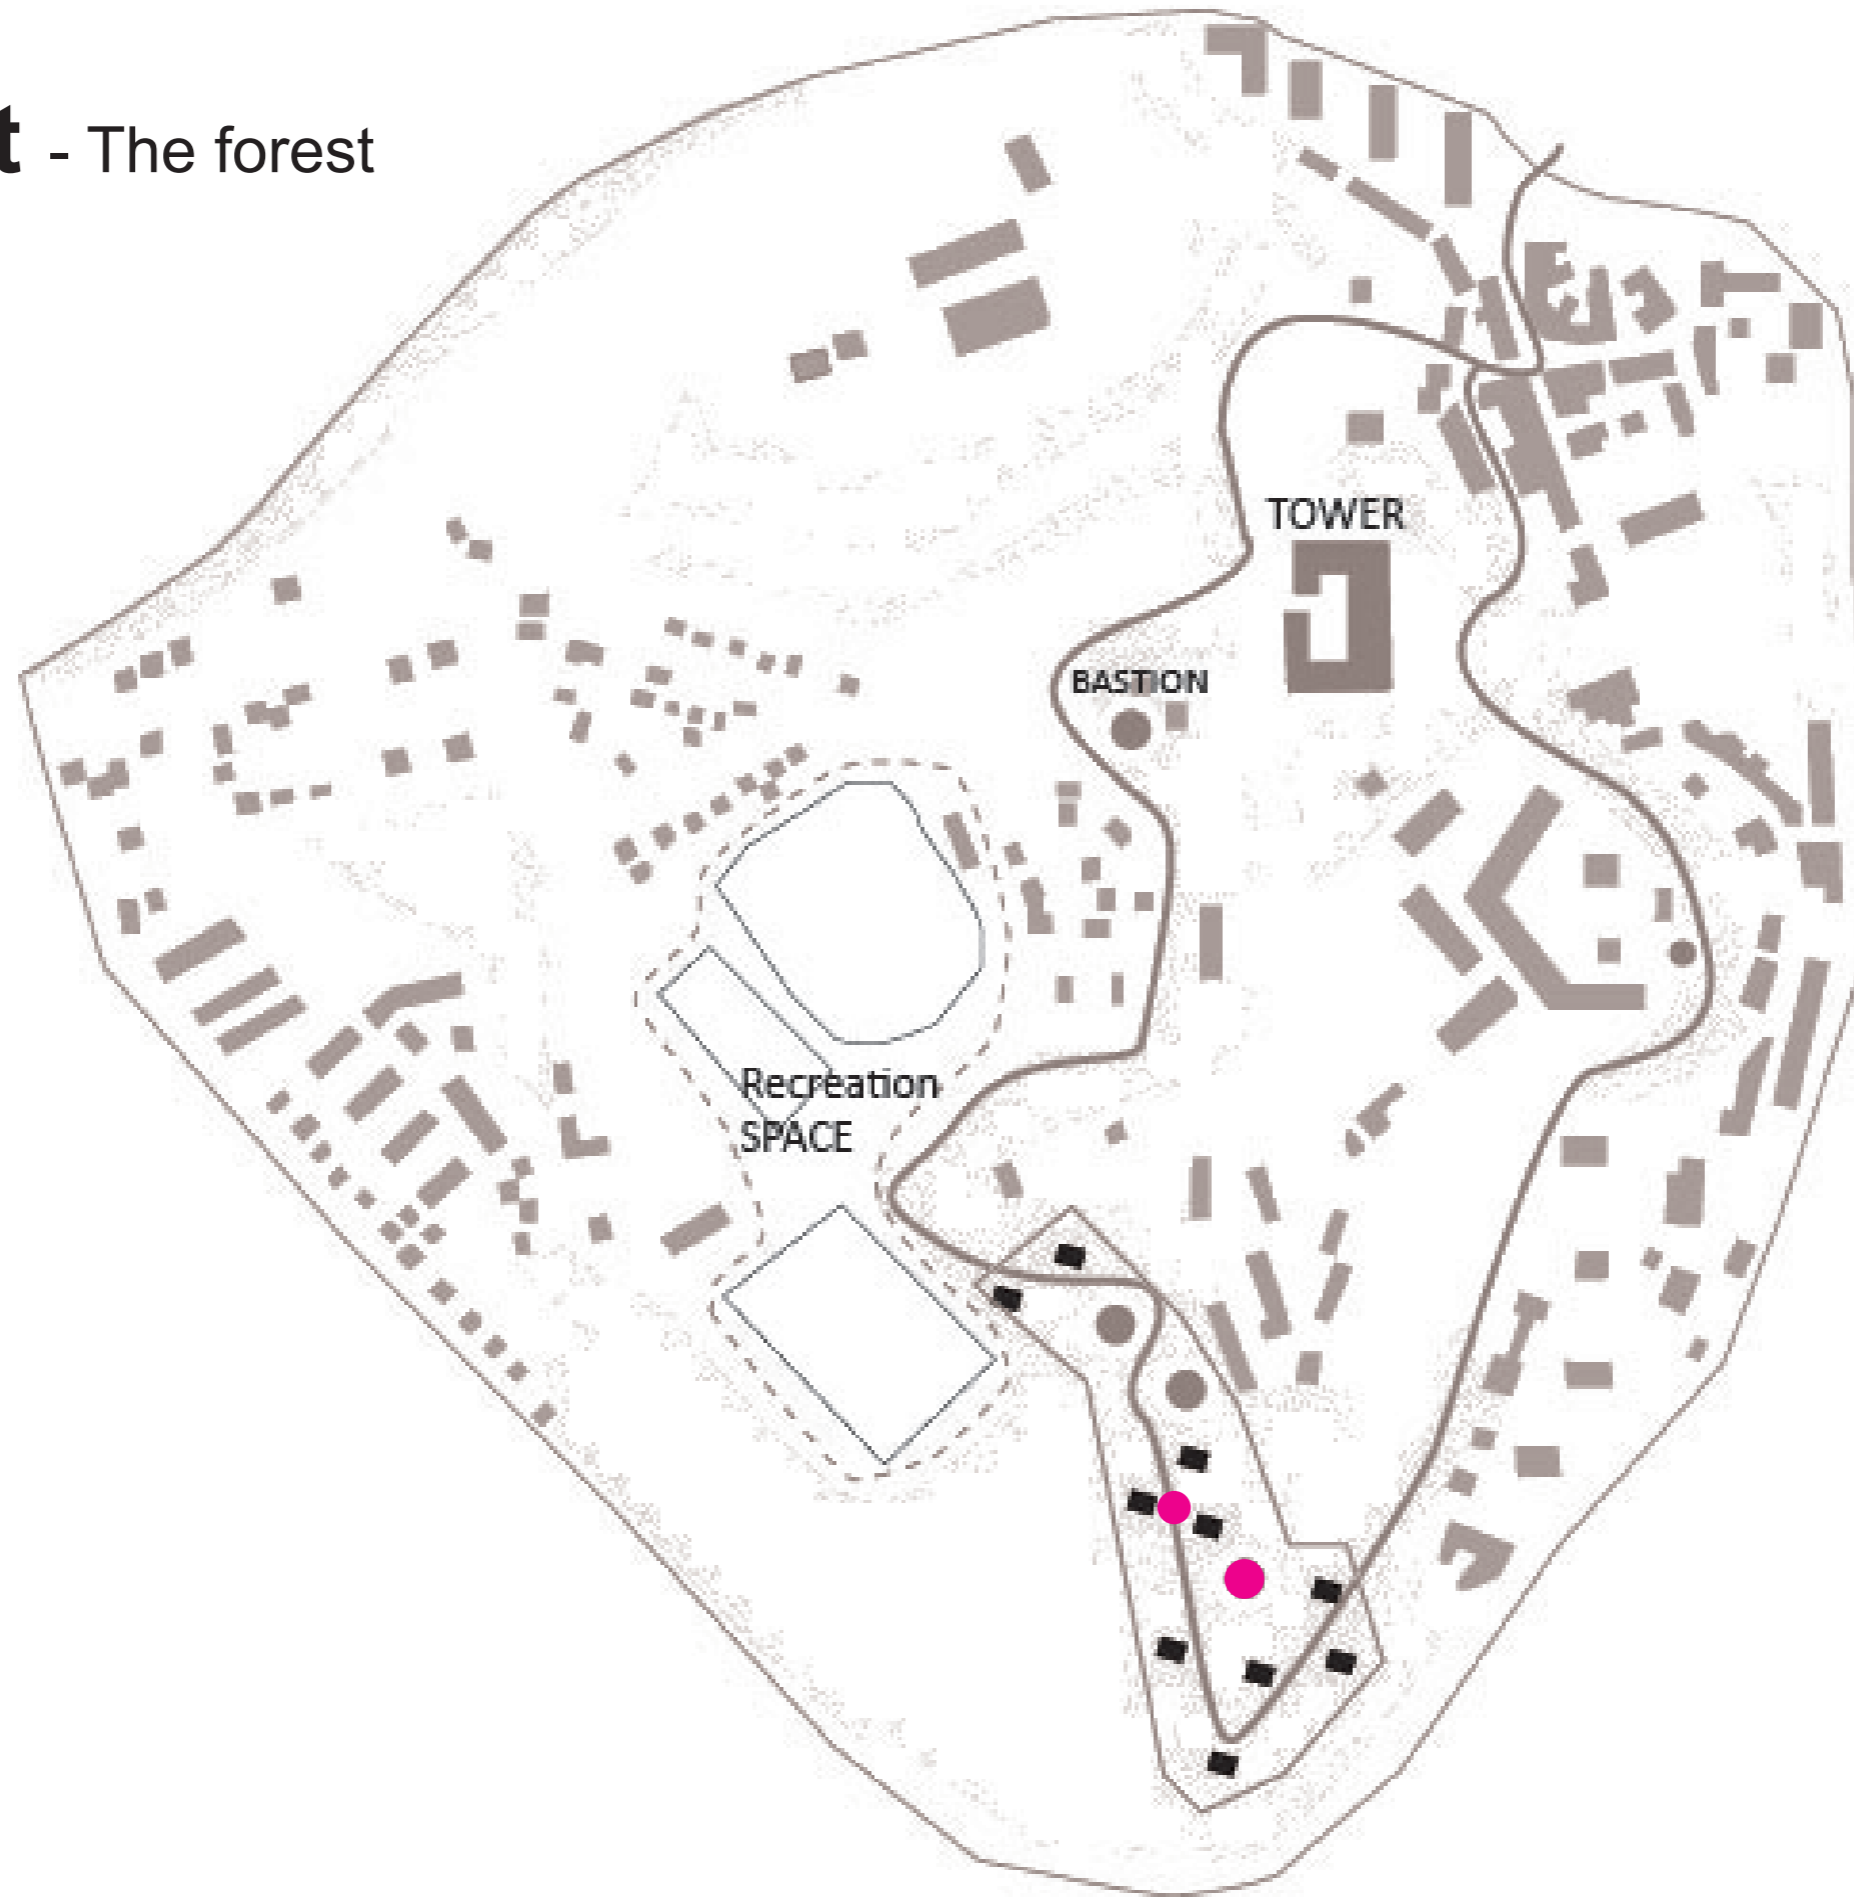 t - The forest
TOWER
BASTION
Recreation
SPACE